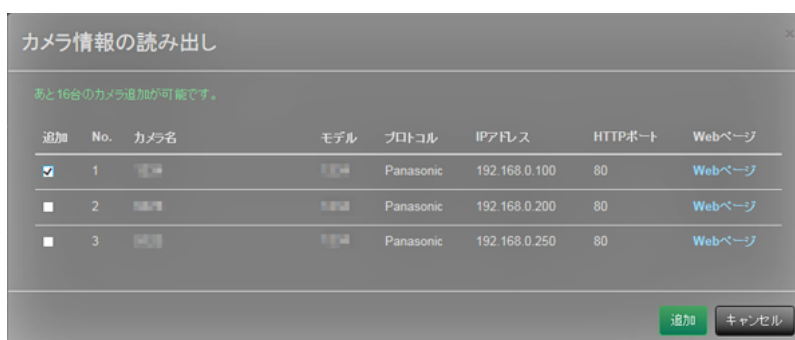 カメラ情報の読み出し ×
あと16台のカメラ追加が可能です。
追加 No. カメラ名 モデル プロトコル IPアドレス HTTPポート Webページ
1 Panasonic 192.168.0.100 80 Webページ
2 Panasonic 192.168.0.200 80 Webページ
3 Panasonic 192.168.0.250 80 Webページ
追加 キャンセル